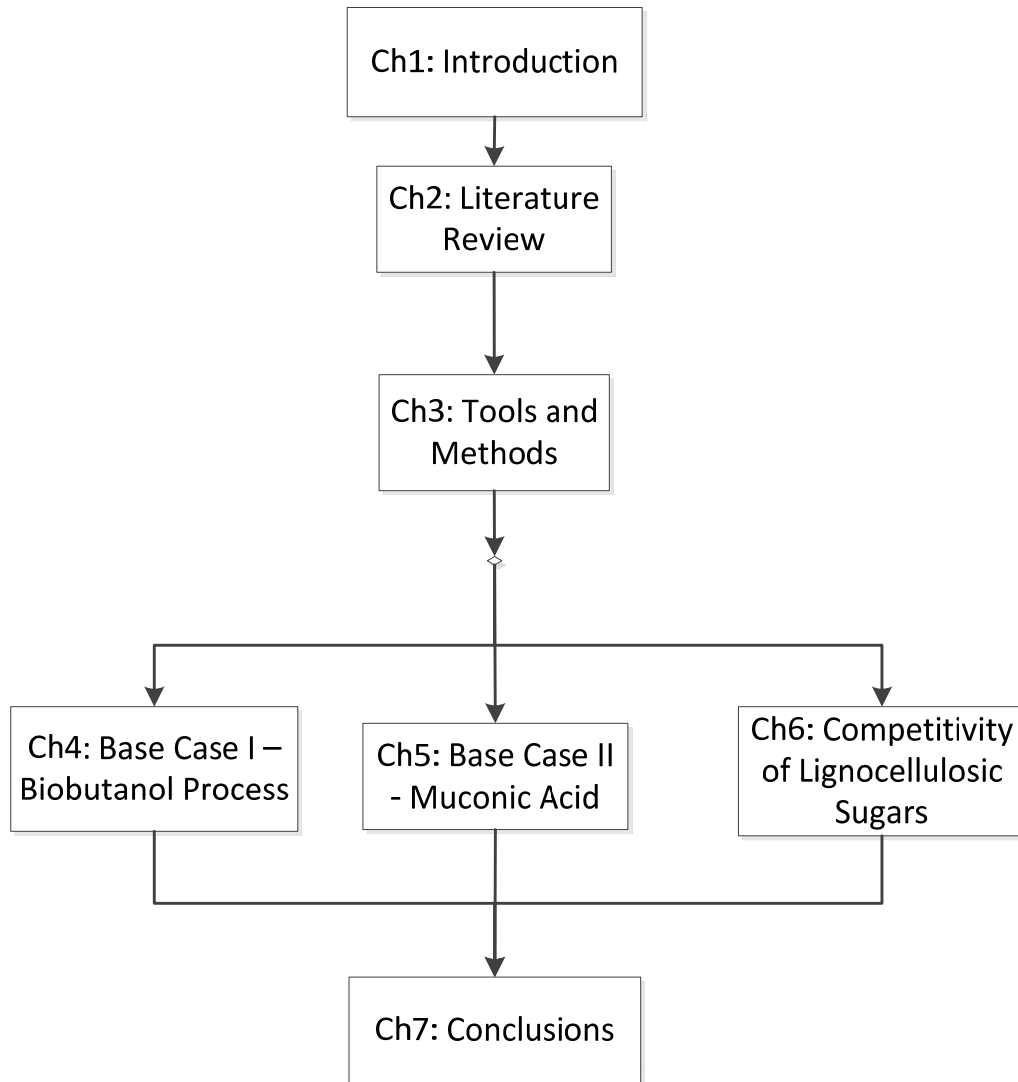 Ch1: Introduction
Ch2: Literature
Review
Ch3: Tools and
Methods
Ch4: Base Case I –
Biobutanol Process
Ch5: Base Case II
- Muconic Acid
Ch6: Competitivity
of Lignocellulosic
Sugars
Ch7: Conclusions